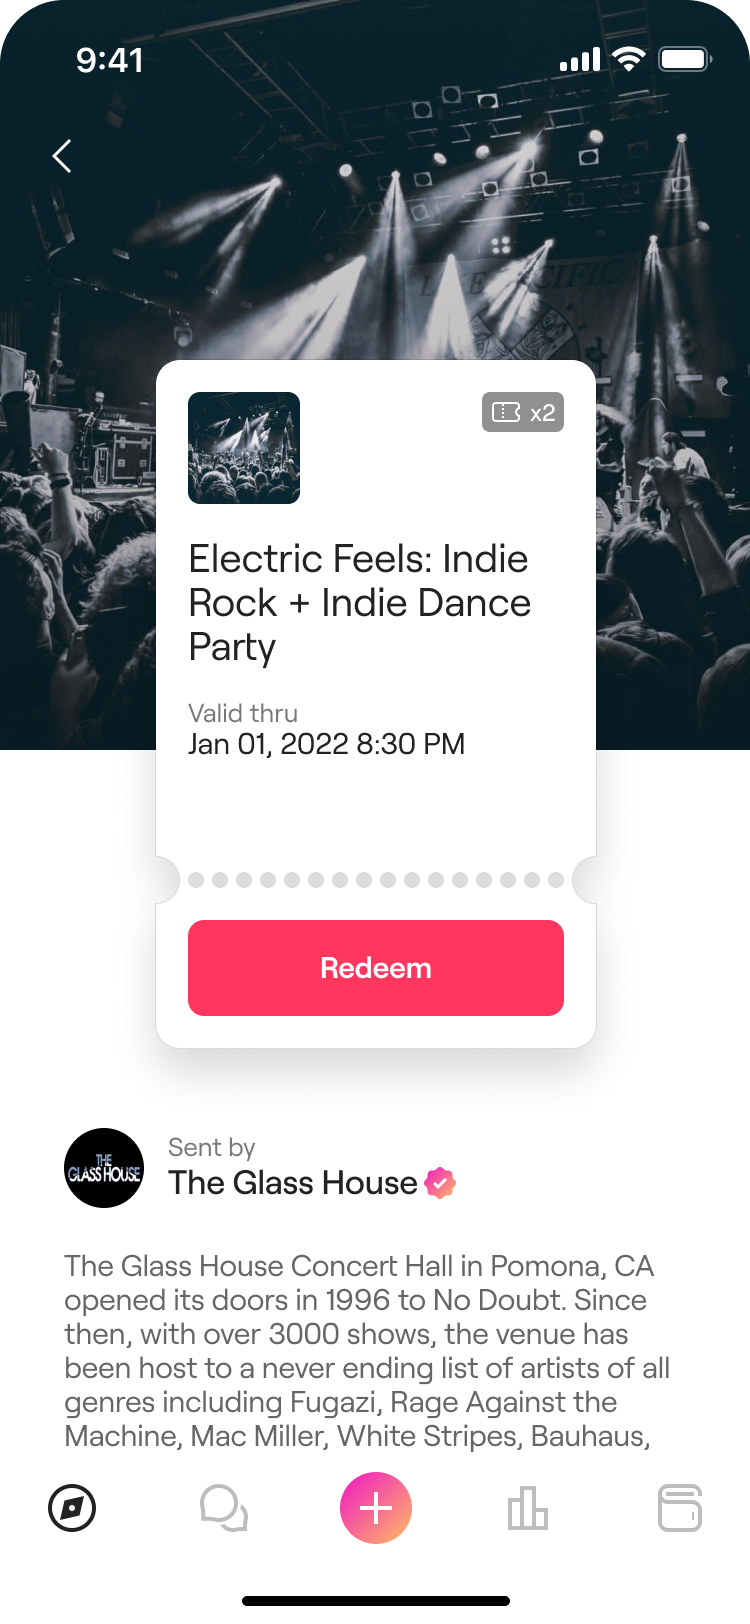 9:41
x2
Electric Feels: Indie
Rock + Indie Dance
Party
Valid thru
Jan 01, 2022 8:30 PM
Redeem
THE
GLASS HOUSE
Sent by
The Glass House
The Glass House Concert Hall in Pomona, CA
opened its doors in 1996 to No Doubt. Since
then, with over 3000 shows, the venue has
been host to a never ending list of artists of all
genres including Fugazi, Rage Against the
Machine, Mac Miller, White Stripes, Bauhaus,